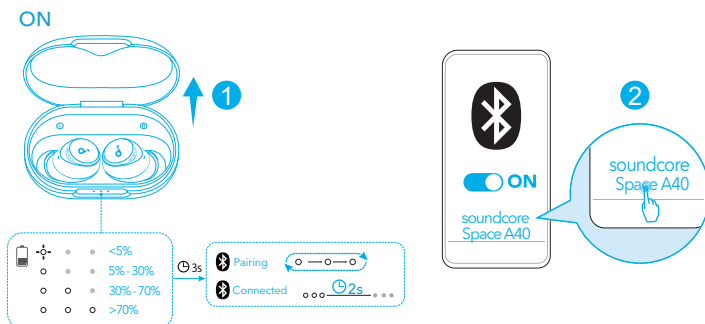 ON
1
2
L
R
<5%
5%-30%
30%-70%
>70%
3s
Pairing
Connected
2s
ON
soundcore
Space A40
soundcore
Space A40